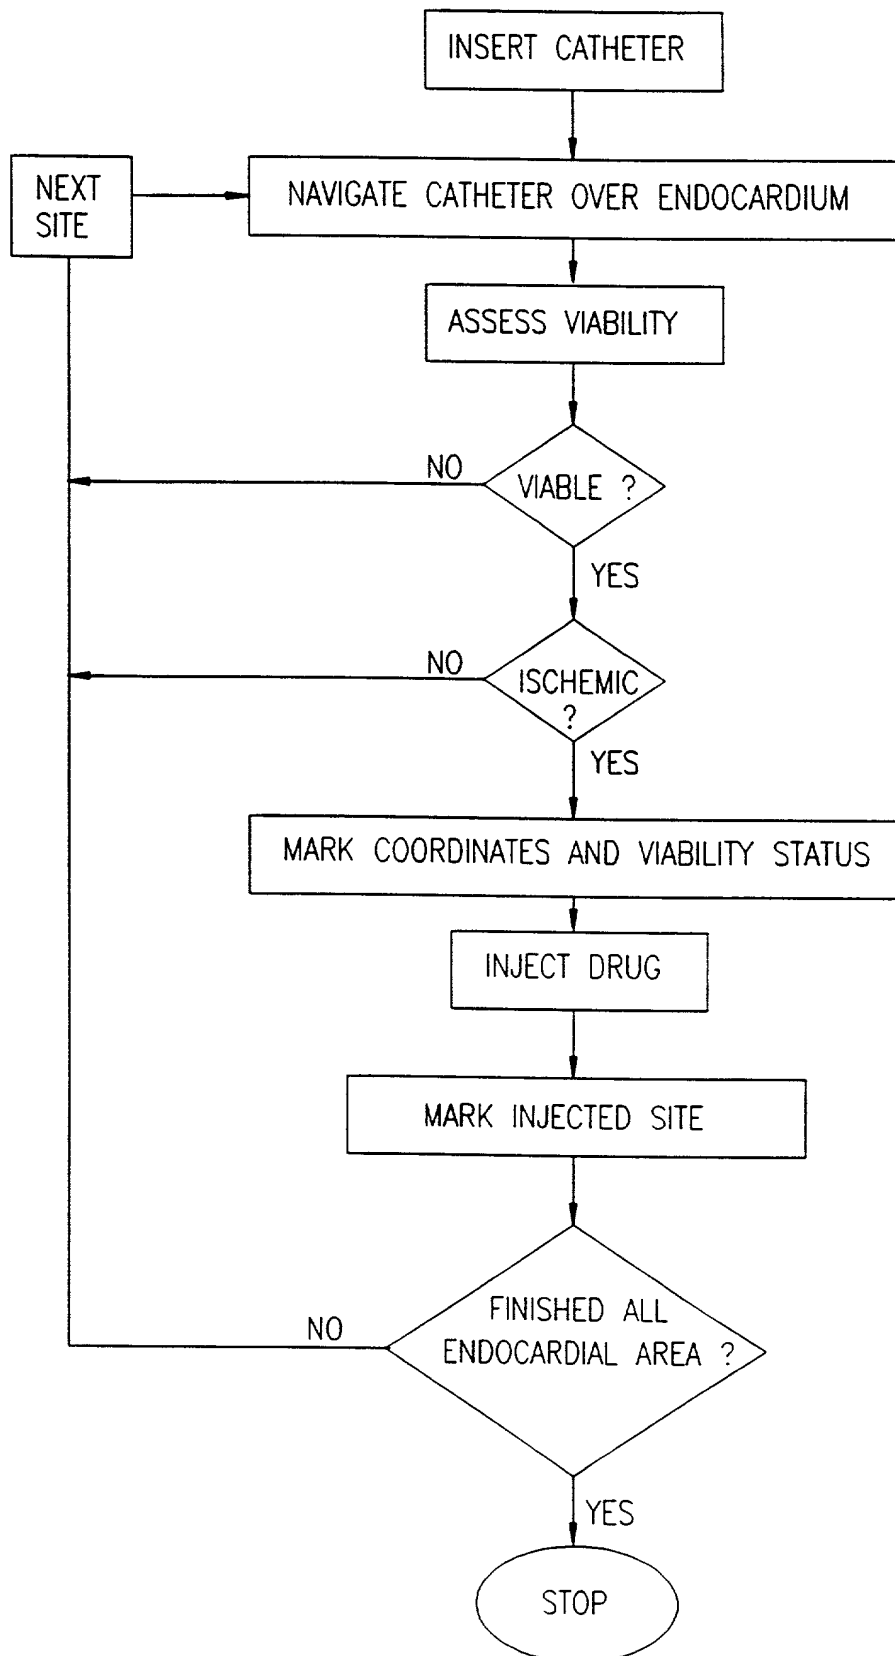 INSERT CATHETER
NEXT
SITE
NAVIGATE CATHETER OVER ENDOCARDIUM
ASSESS VIABILITY
NO
VIABLE ?
YES
NO
ISCHEMIC
?
YES
MARK COORDINATES AND VIABILITY STATUS
INJECT DRUG
MARK INJECTED SITE
NO
FINISHED ALL
ENDOCARDIAL AREA ?
YES
STOP